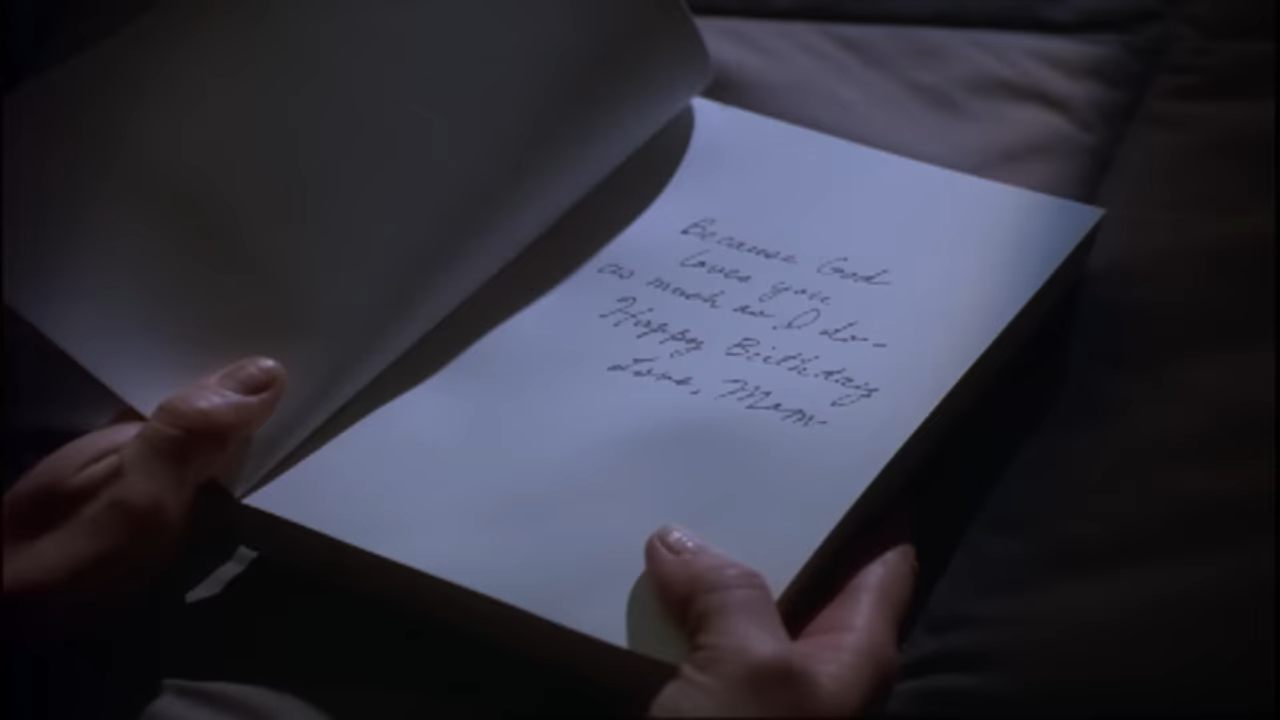 Because God
loves you
as much as I do-
Happy Birthday
Love, Mom